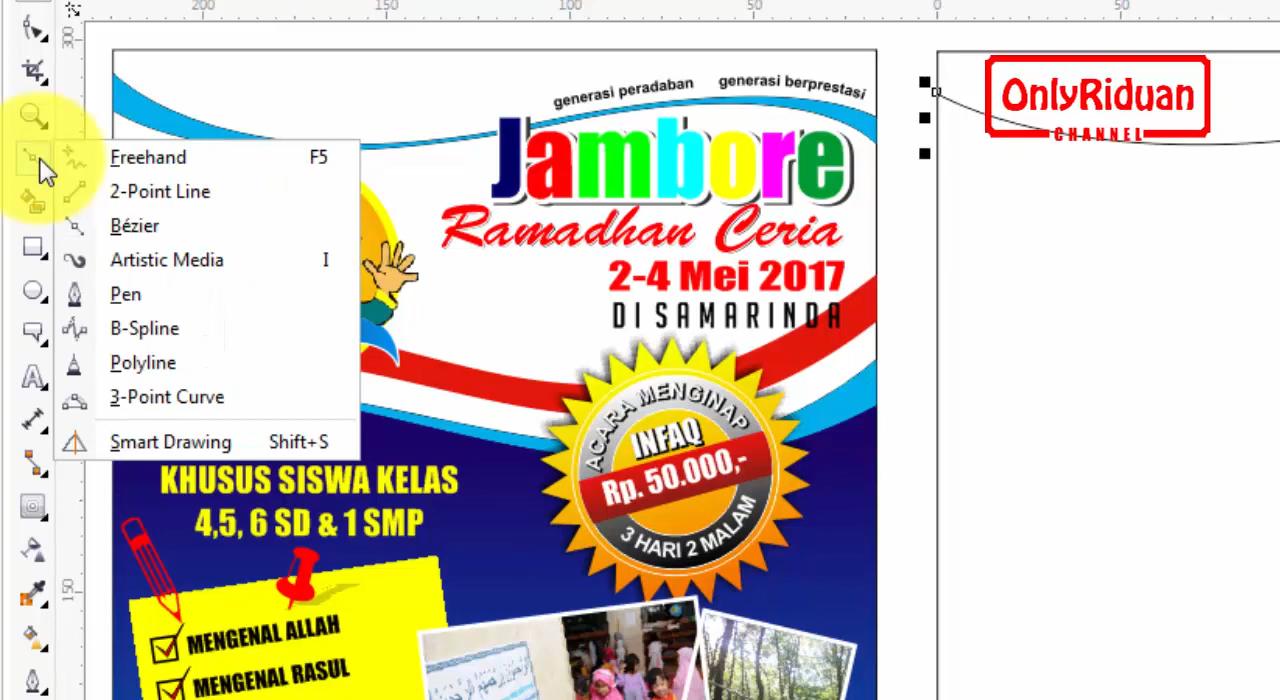 200
150
100
50
0
50
300
150
Freehand F5
2-Point Line
Bézier
Artistic Media I
Pen
B-Spline
Polyline
3-Point Curve
Smart Drawing Shift+S
generasi peradaban generasi berprestasi
Jambore
Ramadhan Ceria
2-4 Mei 2017
DI SAMARINDA
ACARA MENGINAP
INFAQ
Rp. 50.000,-
3 HARI 2 MALAM
KHUSUS SISWA KELAS
4,5, 6 SD & 1 SMP
MENGENAL ALLAH
MENGENAL RASUL
OnlyRiduan
CHANNEL